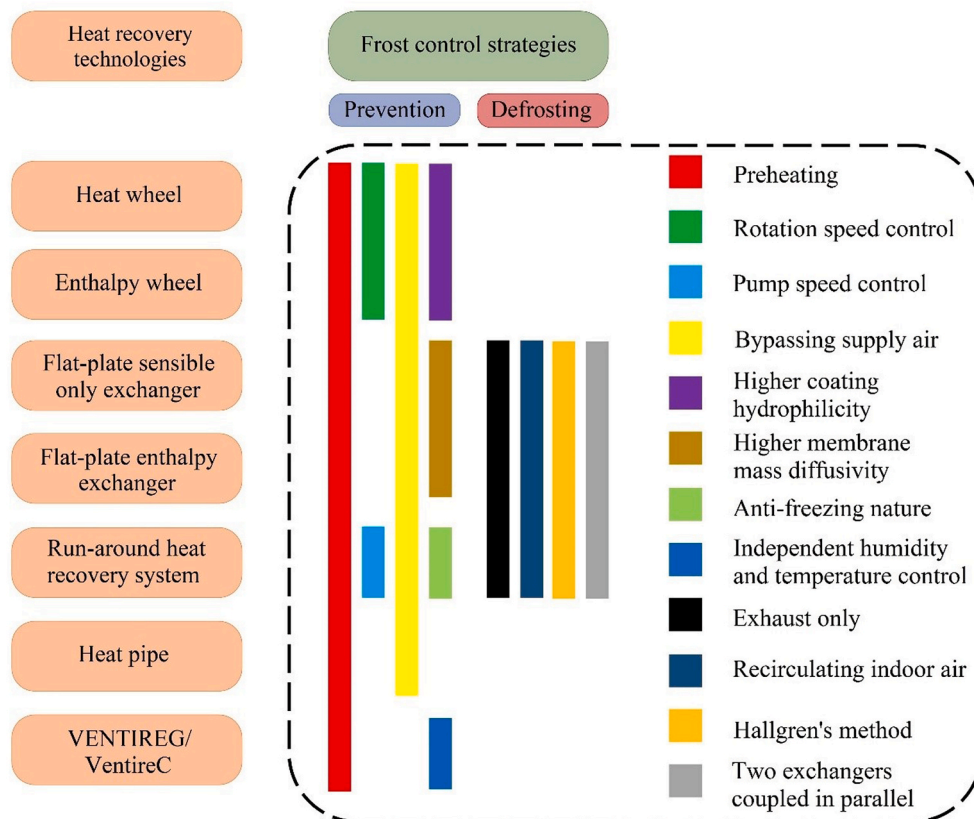 Heat recovery
technologies
Frost control strategies
Prevention
Defrosting
Heat wheel
Enthalpy wheel
Flat-plate sensible
only exchanger
Flat-plate enthalpy
exchanger
Run-around heat
recovery system
Heat pipe
VENTIREG/
VentireC
Preheating
Rotation speed control
Pump speed control
Bypassing supply air
Higher coating
hydrophilicity
Higher membrane
mass diffusivity
Anti-freezing nature
Independent humidity
and temperature control
Exhaust only
Recirculating indoor air
Hallgren's method
Two exchangers
coupled in parallel